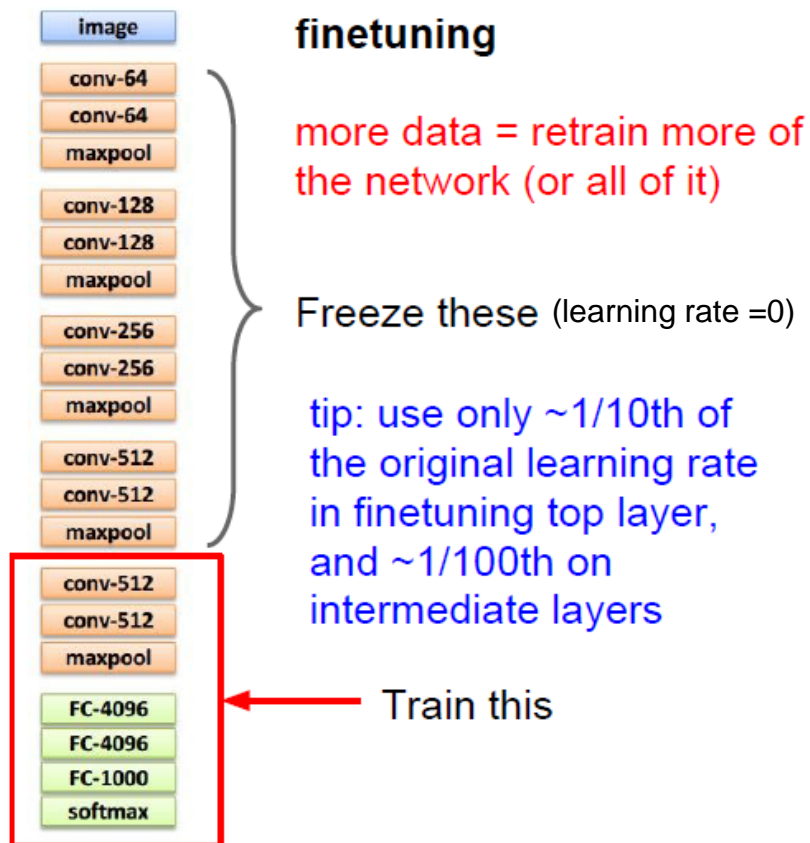 image
conv-64
conv-64
maxpool
conv-128
conv-128
maxpool
conv-256
conv-256
maxpool
conv-512
conv-512
maxpool
conv-512
conv-512
maxpool
FC-4096
FC-4096
FC-1000
softmax
finetuning
more data = retrain more of
the network (or all of it)
Freeze these (learning rate =0)
tip: use only ~1/10th of
the original learning rate
in finetuning top layer,
and ~1/100th on
intermediate layers
Train this